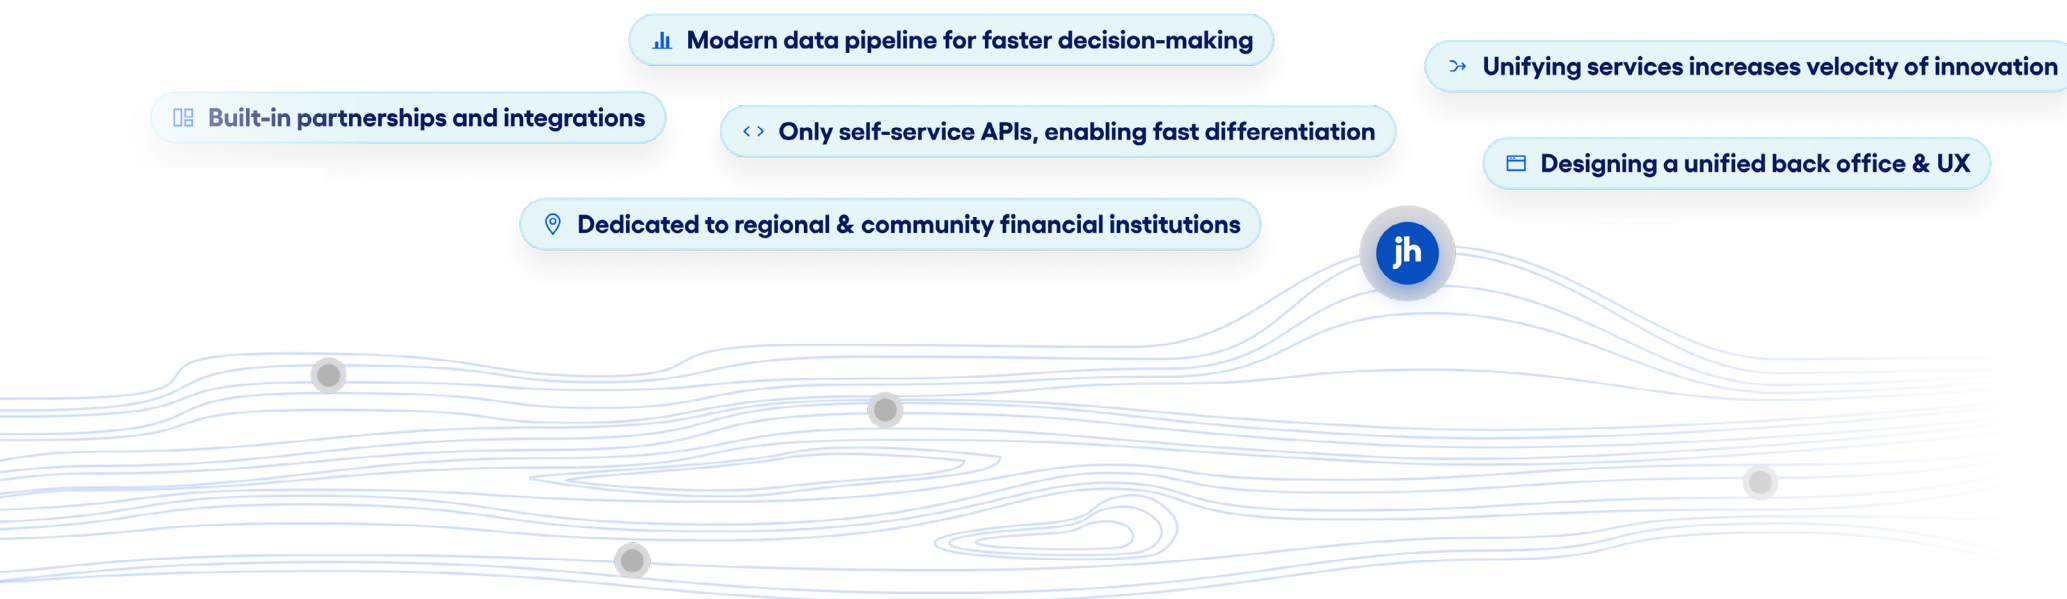 Modern data pipeline for faster decision-making
Unifying services increases velocity of innovation
Built-in partnerships and integrations
Only self-service APIs, enabling fast differentiation
Designing a unified back office & UX
Dedicated to regional & community financial institutions
jh